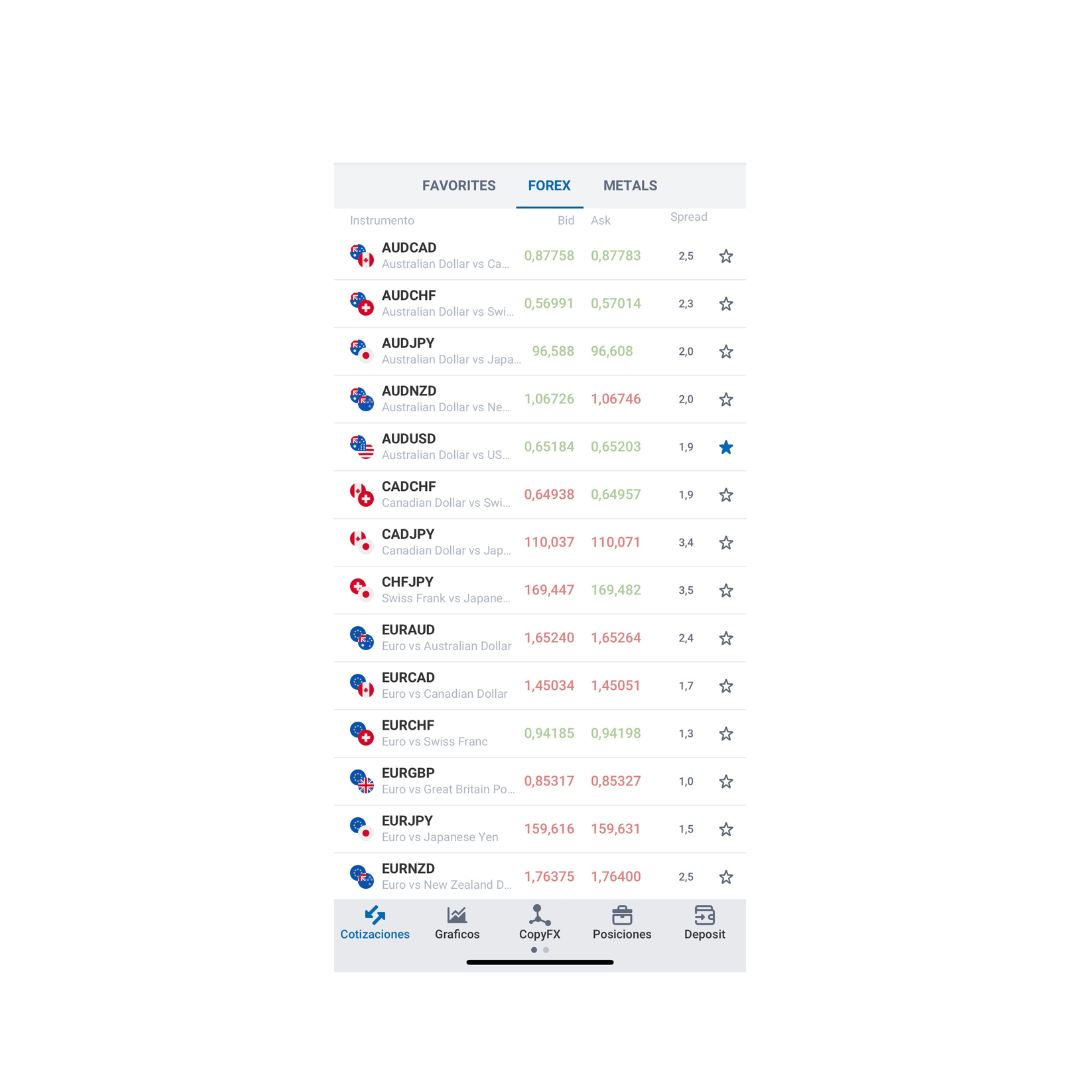 FAVORITES FOREX METALS
Instrumento Bid Ask Spread
AUDCAD 0,87758 0,87783 2,5
Australian Dollar vs Ca...
AUDCHF 0,56991 0,57014 2,3
Australian Dollar vs Swi...
AUDJPY 96,588 96,608 2,0
Australian Dollar vs Japa...
AUDNZD 1,06726 1,06746 2,0
Australian Dollar vs Ne...
AUDUSD 0,65184 0,65203 1,9
Australian Dollar vs US...
CADCHF 0,64938 0,64957 1,9
Canadian Dollar vs Swi...
CADJPY 110,037 110,071 3,4
Canadian Dollar vs Jap...
CHFJPY 169,447 169,482 3,5
Swiss Frank vs Japane...
EURAUD 1,65240 1,65264 2,4
Euro vs Australian Dollar
EURCAD 1,45034 1,45051 1,7
Euro vs Canadian Dollar
EURCHF 0,94185 0,94198 1,3
Euro vs Swiss Franc
EURGBP 0,85317 0,85327 1,0
Euro vs Great Britain Po...
EURJPY 159,616 159,631 1,5
Euro vs Japanese Yen
EURNZD 1,76375 1,76400 2,5
Euro vs New Zealand D...
Cotizaciones Graficos CopyFX Posiciones Deposit